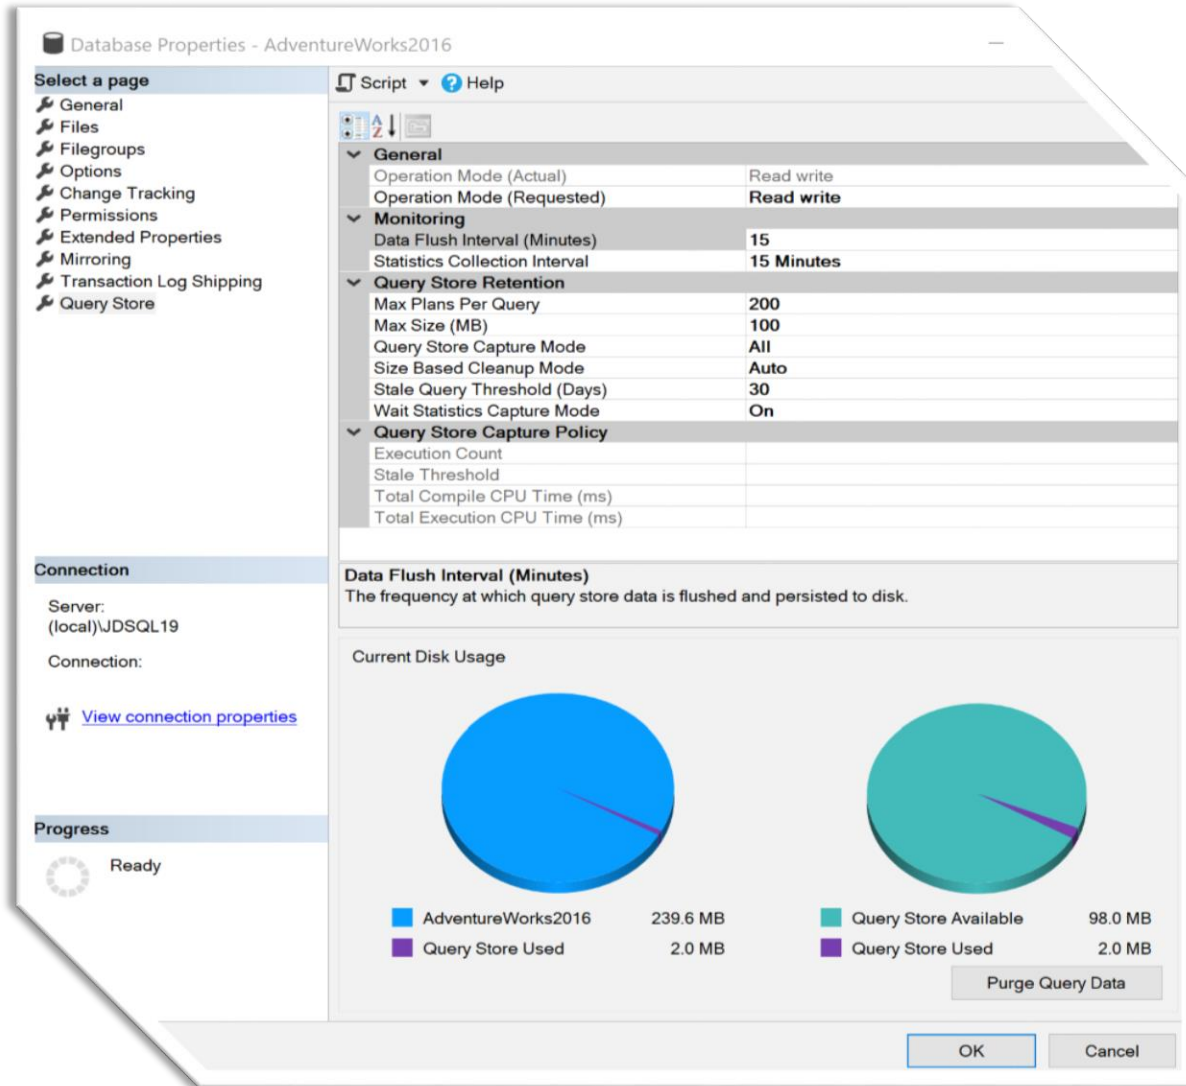 Database Properties - AdventureWorks2016
Select a page
General
Files
Filegroups
Options
Change Tracking
Permissions
Extended Properties
Mirroring
Transaction Log Shipping
Query Store
Script Help
General
Operation Mode (Actual) Read write
Operation Mode (Requested) Read write
Monitoring
Data Flush Interval (Minutes) 15
Statistics Collection Interval 15 Minutes
Query Store Retention
Max Plans Per Query 200
Max Size (MB) 100
Query Store Capture Mode All
Size Based Cleanup Mode Auto
Stale Query Threshold (Days) 30
Wait Statistics Capture Mode On
Query Store Capture Policy
Execution Count
Stale Threshold
Total Compile CPU Time (ms)
Total Execution CPU Time (ms)
Data Flush Interval (Minutes)
The frequency at which query store data is flushed and persisted to disk.
Connection
Server:
(local)\JDSQL19
Connection:
View connection properties
Progress
Ready
Current Disk Usage
AdventureWorks2016 239.6 MB
Query Store Used 2.0 MB
Query Store Available 98.0 MB
Query Store Used 2.0 MB
Purge Query Data
OK Cancel